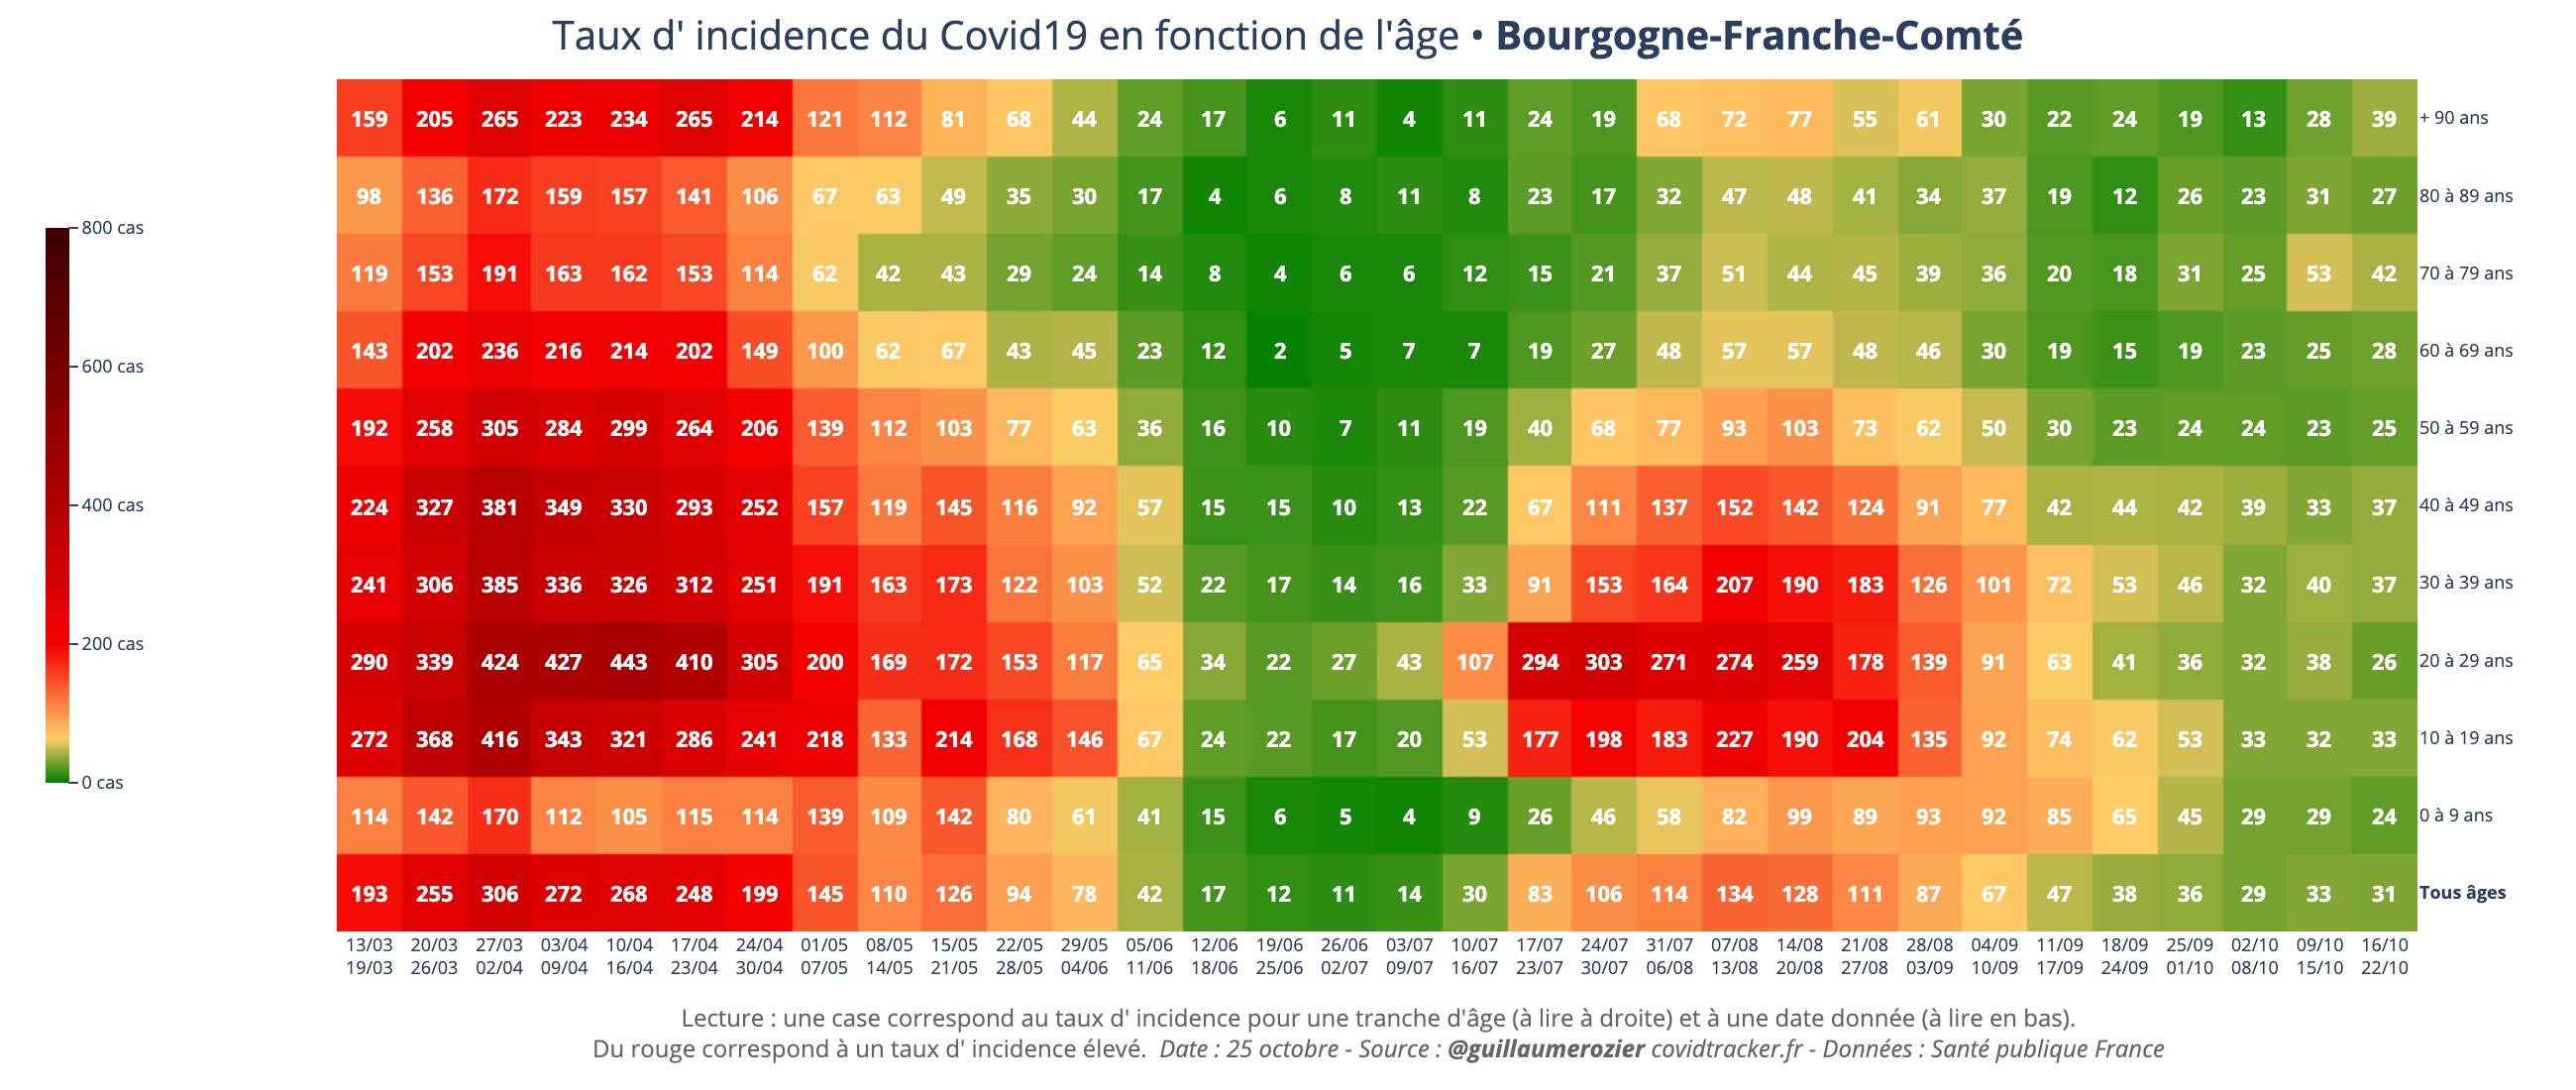 Taux d' incidence du Covid19 en fonction de l'âge • Bourgogne-Franche-Comté
800 cas
600 cas
400 cas
200 cas
0 cas
159 205 265 223 234 265 214 121 112 81 68 44 24 17 6 11 4 11 24 19 68 72 77 55 61 30 22 24 19 13 28 39 + 90 ans
98 136 172 159 157 141 106 67 63 49 35 30 17 4 6 8 11 8 23 17 32 47 48 41 34 37 19 12 26 23 31 27 80 à 89 ans
119 153 191 163 162 153 114 62 42 43 29 24 14 8 4 6 6 12 15 21 37 51 44 45 39 36 20 18 31 25 53 42 70 à 79 ans
143 202 236 216 214 202 149 100 62 67 43 45 23 12 2 5 7 7 19 27 48 57 57 48 46 30 19 15 19 23 25 28 60 à 69 ans
192 258 305 284 299 264 206 139 112 103 77 63 36 16 10 7 11 19 40 68 77 93 103 73 62 50 30 23 24 24 23 25 50 à 59 ans
224 327 381 349 330 293 252 157 119 145 116 92 57 15 15 10 13 22 67 111 137 152 142 124 91 77 42 44 42 39 33 37 40 à 49 ans
241 306 385 336 326 312 251 191 163 173 122 103 52 22 17 14 16 33 91 153 164 207 190 183 126 101 72 53 46 32 40 37 30 à 39 ans
290 339 424 427 443 410 305 200 169 172 153 117 65 34 22 27 43 107 294 303 271 274 259 178 139 91 63 41 36 32 38 26 20 à 29 ans
272 368 416 343 321 286 241 218 133 214 168 146 67 24 22 17 20 53 177 198 183 227 190 204 135 92 74 62 53 33 32 33 10 à 19 ans
114 142 170 112 105 115 114 139 109 142 80 61 41 15 6 5 4 9 26 46 58 82 99 89 93 92 85 65 45 29 29 24 0 à 9 ans
193 255 306 272 268 248 199 145 110 126 94 78 42 17 12 11 14 30 83 106 114 134 128 111 87 67 47 38 36 29 33 31 Tous âges
13/03 20/03 27/03 03/04 10/04 17/04 24/04 01/05 08/05 15/05 22/05 29/05 05/06 12/06 19/06 26/06 03/07 10/07 17/07 24/07 31/07 07/08 14/08 21/08 28/08 04/09 11/09 18/09 25/09 02/10 09/10 16/10
19/03 26/03 02/04 09/04 16/04 23/04 30/04 07/05 14/05 21/05 28/05 04/06 11/06 18/06 25/06 02/07 09/07 16/07 23/07 30/07 06/08 13/08 20/08 27/08 03/09 10/09 17/09 24/09 01/10 08/10 15/10 22/10
Lecture : une case correspond au taux d' incidence pour une tranche d'âge (à lire à droite) et à une date donnée (à lire en bas).
Du rouge correspond à un taux d' incidence élevé. Date : 25 octobre - Source : @guillaumerozier covidtracker.fr - Données : Santé publique France